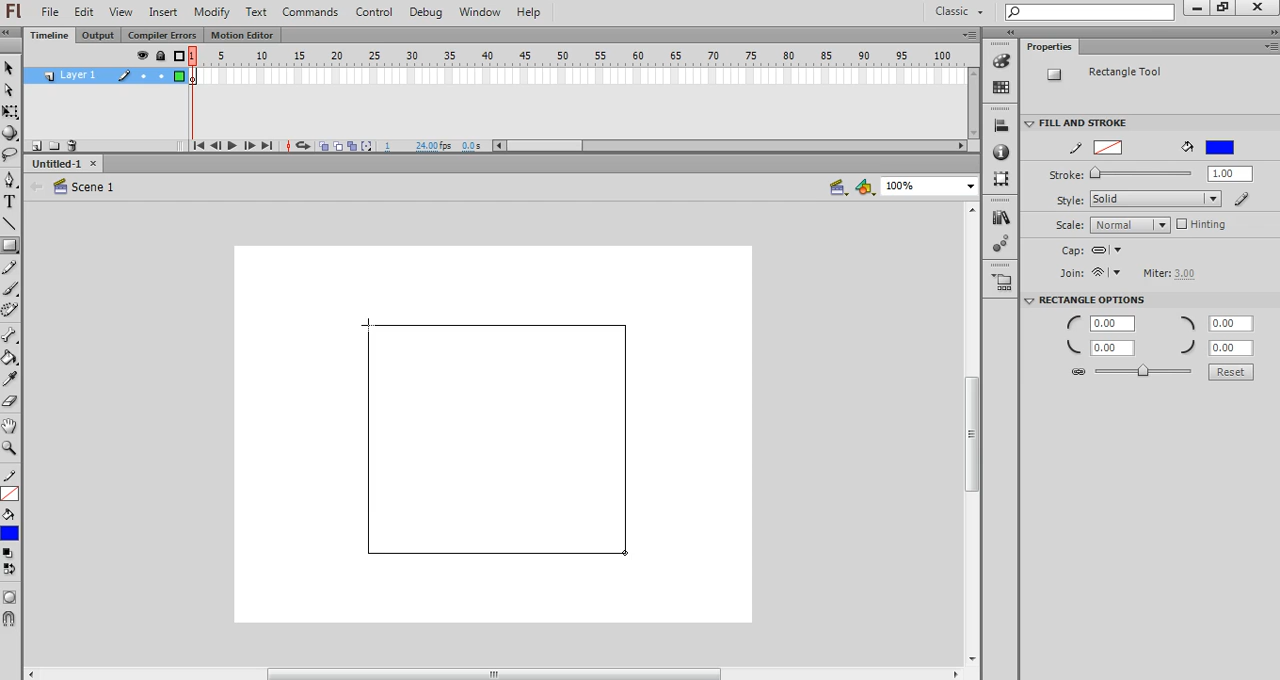 Fl File Edit View Insert Modify Text Commands Control Debug Window Help Classic
Timeline Output Compiler Errors Motion Editor
1 5 10 15 20 25 30 35 40 45 50 55 60 65 70 75 80 85 90 95 100
Layer 1
1 24.00 fps 0.0 s
Untitled-1
Scene 1 100%
Properties
Rectangle Tool
FILL AND STROKE
Stroke: 1.00
Style: Solid
Scale: Normal Hinting
Cap:
Join: Miter: 3.00
RECTANGLE OPTIONS
0.00 0.00
0.00 0.00
Reset
T